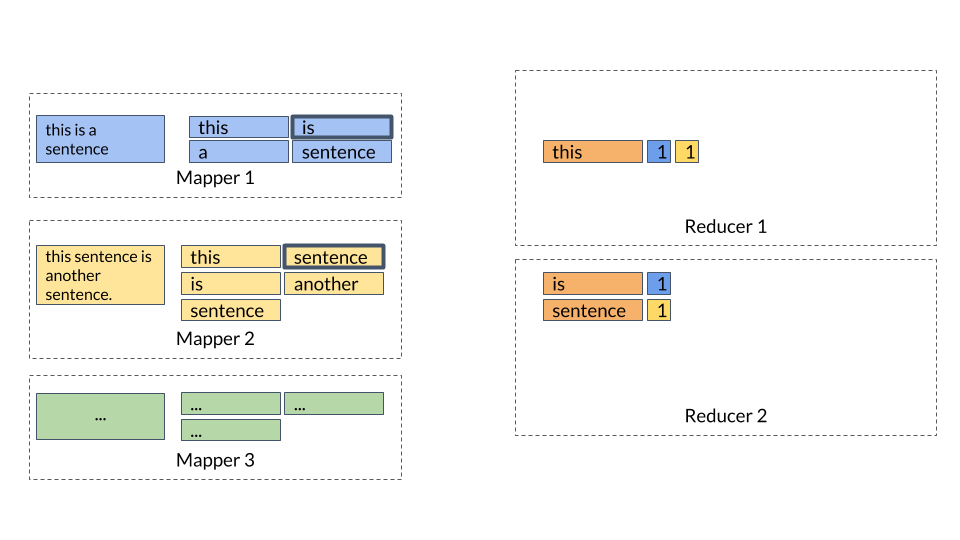 this is a
sentence
this
is
a
sentence
Mapper 1
this sentence is
another
sentence.
this
sentence
is
another
sentence
Mapper 2
...
...
...
...
Mapper 3
this
1
1
Reducer 1
is
1
sentence
1
Reducer 2